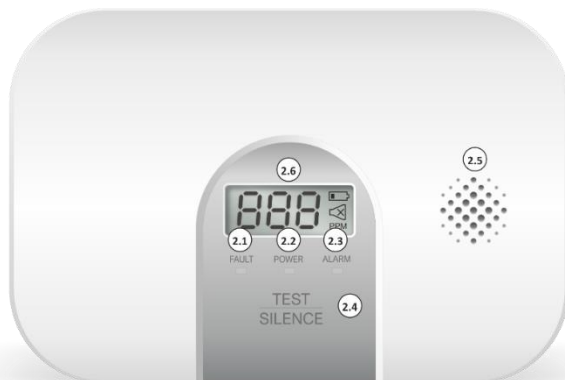 2.6
2.5
888
PPM
2.1 2.2 2.3
FAULT POWER ALARM
TEST
SILENCE
2.4